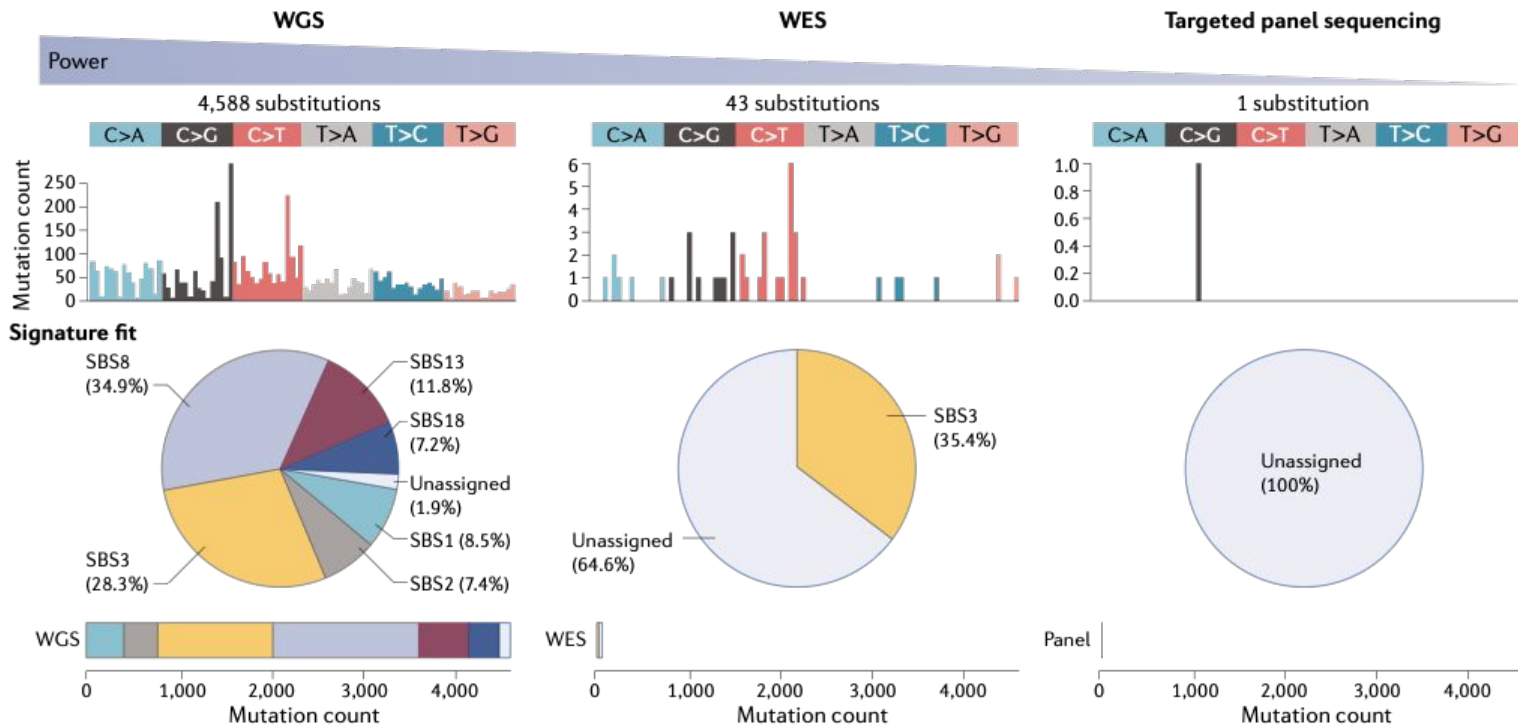 WGS
WES
Targeted panel sequencing
Power
4,588 substitutions
43 substitutions
1 substitution
C>A C>G C>T T>A T>C T>G
C>A C>G C>T T>A T>C T>G
C>A C>G C>T T>A T>C T>G
Mutation count
250
200
150
100
50
0
6
5
4
3
2
1
0
1.0
0.8
0.6
0.4
0.2
0.0
Signature fit
SBS8
(34.9%)
SBS13
(11.8%)
SBS18
(7.2%)
Unassigned
(1.9%)
SBS1 (8.5%)
SBS2 (7.4%)
SBS3
(28.3%)
SBS3
(35.4%)
Unassigned
(64.6%)
Unassigned
(100%)
WGS
0 1,000 2,000 3,000 4,000
Mutation count
WES
0 1,000 2,000 3,000 4,000
Mutation count
Panel
0 1,000 2,000 3,000 4,000
Mutation count